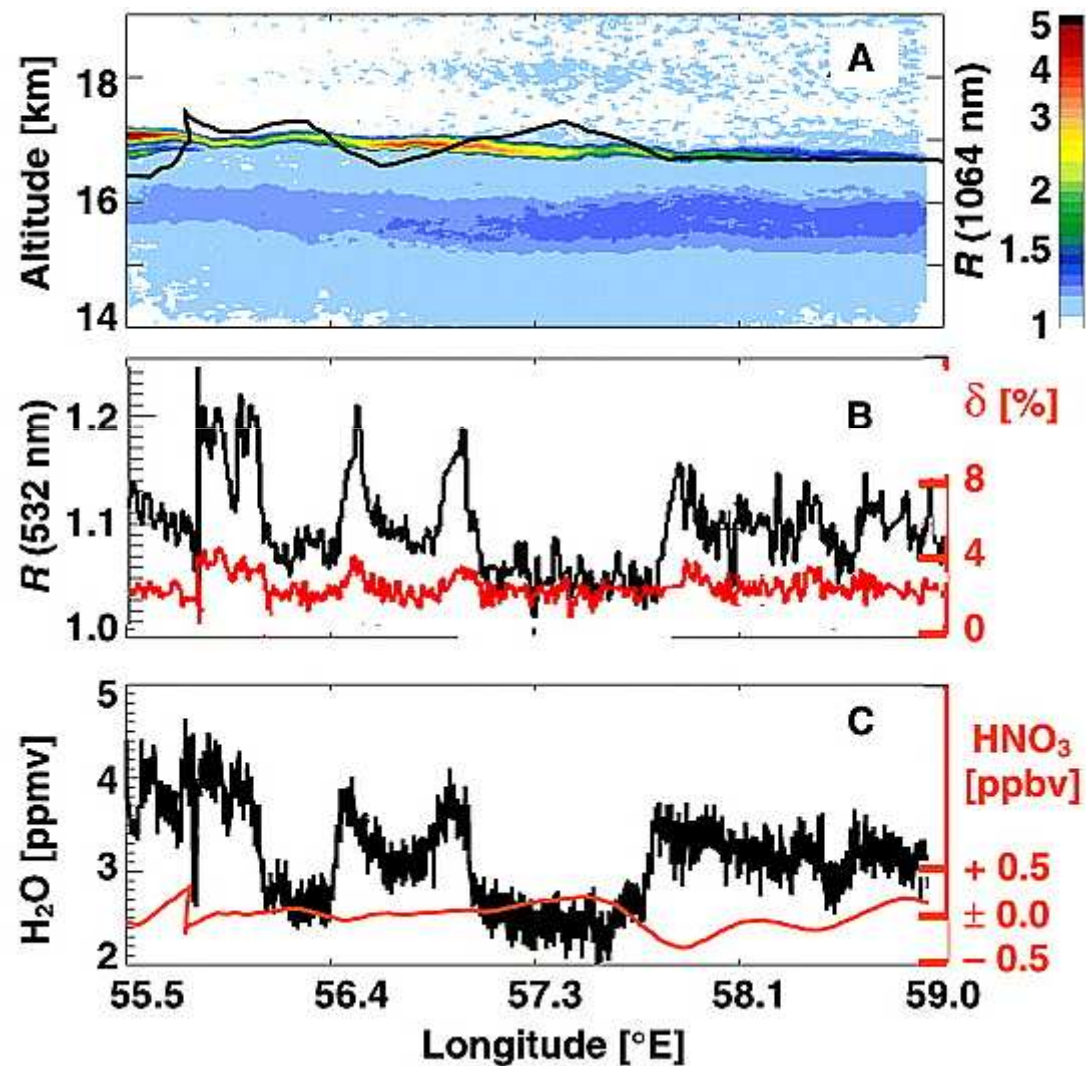 A
Altitude [km]
18
16
14
R (1064 nm)
5
4
3
2
1.5
1
B
R (532 nm)
1.2
1.1
1.0
δ [%]
8
4
0
C
H₂O [ppmv]
5
4
3
2
HNO₃
[ppbv]
+ 0.5
± 0.0
− 0.5
55.5 56.4 57.3 58.1 59.0
Longitude [°E]